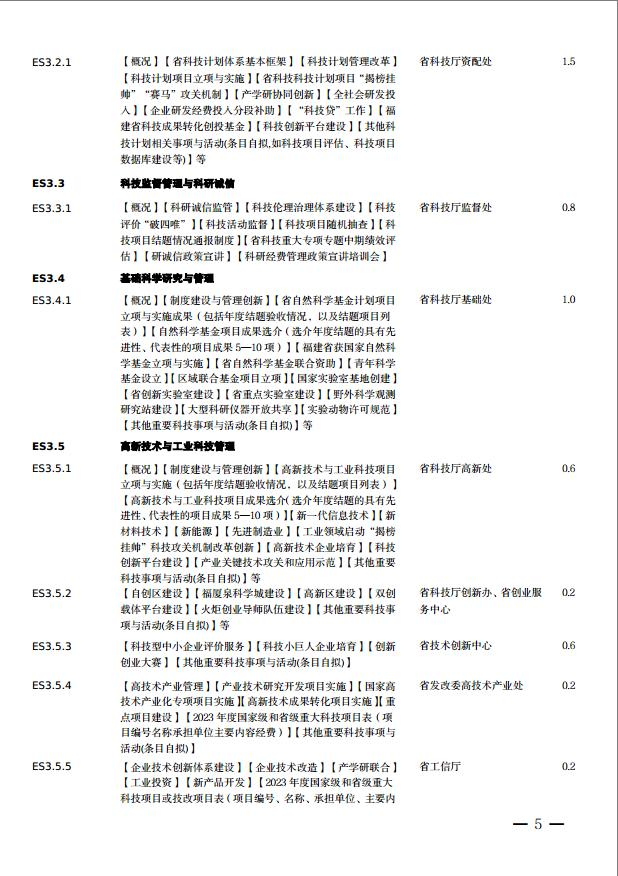 ES3.2.1 【概况】【省科技计划体系基本框架】【科技计划管理改革】 省科技厅资配处 1.5
【科技计划项目立项与实施】【省科技科技计划项目“揭榜挂
帅”“赛马”攻关机制】【产学研协同创新】【全社会研发投
入】【企业研发经费投入分段补助】【“科技贷”工作】【福
建省科技成果转化创投基金】【科技创新平台建设】【其他科
技计划相关事项与活动(条目自拟,如科技项目评估、科技项目
数据库建设等)】等
ES3.3 科技监督管理与科研诚信
ES3.3.1 【概况】【科研诚信监管】【科技伦理治理体系建设】【科技 省科技厅监督处 0.8
评价“破四唯”】【科技活动监督】【科技项目随机抽查】【科
技项目结题情况通报制度】【省科技重大专项专题中期绩效评
估】【研诚信政策宣讲】【科研经费管理政策宣讲培训会】
ES3.4 基础科学研究与管理
ES3.4.1 【概况】【制度建设与管理创新】【省自然科学基金计划项目 省科技厅基础处 1.0
立项与实施成果（包括年度结题验收情况，以及结题项目列
表）】【自然科学基金项目成果选介（选介年度结题的具有先
进性、代表性的项目成果 5—10 项）】【福建省获国家自然科
学基金立项与实施】【省自然科学基金联合资助】【青年科学
基金设立】【区域联合基金项目立项】【国家实验室基地创建】
【省创新实验室建设】【省重点实验室建设】【野外科学观测
研究站建设】【大型科研仪器开放共享】【实验动物许可规范】
【其他重要科技事项与活动(条目自拟)】等
ES3.5 高新技术与工业科技管理
ES3.5.1 【概况】【制度建设与管理创新】【高新技术与工业科技项目 省科技厅高新处 0.6
立项与实施（包括年度结题验收情况，以及结题项目列表）】
【高新技术与工业科技项目成果选介（选介年度结题的具有先
进性、代表性的项目成果 5—10 项）】【新一代信息技术】【新
材料技术】【新能源】【先进制造业】【工业领域启动“揭榜
挂帅”科技攻关机制改革创新】【高新技术企业培育】【科技
创新平台建设】【产业关键技术攻关和应用示范】【其他重要
科技事项与活动(条目自拟)】等
ES3.5.2 【自创区建设】【福厦泉科学城建设】【高新区建设】【双创 省科技厅创新办、省创业服 0.2
载体平台建设】【火炬创业导师队伍建设】【其他重要科技事 务中心
项与活动(条目自拟)】等
ES3.5.3 【科技型中小企业评价服务】【科技小巨人企业培育】【创新 省技术创新中心 0.6
创业大赛】【其他重要科技事项与活动(条目自拟)】
ES3.5.4 【高技术产业管理】【产业技术研究开发项目实施】【国家高 省发改委高技术产业处 0.2
技术产业化专项项目实施】【高新技术成果转化项目实施】【重
点项目建设】【2023 年度国家级和省级重大科技项目表（项
目编号名称承担单位主要内容经费）】【其他重要科技事项与
活动(条目自拟)】
ES3.5.5 【企业技术创新体系建设】【企业技术改造】【产学研联合】 省工信厅 0.2
【工业投资】【新产品开发】【2023 年度国家级和省级重大
科技项目或技改项目表（项目编号、名称、承担单位、主要内
— 5 —